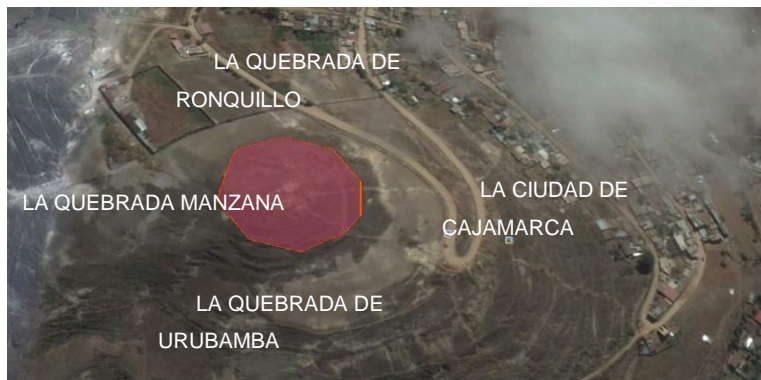 LA QUEBRADA DE
RONQUILLO
LA QUEBRADA MANZANA
LA CIUDAD DE
CAJAMARCA
LA QUEBRADA DE
URUBAMBA